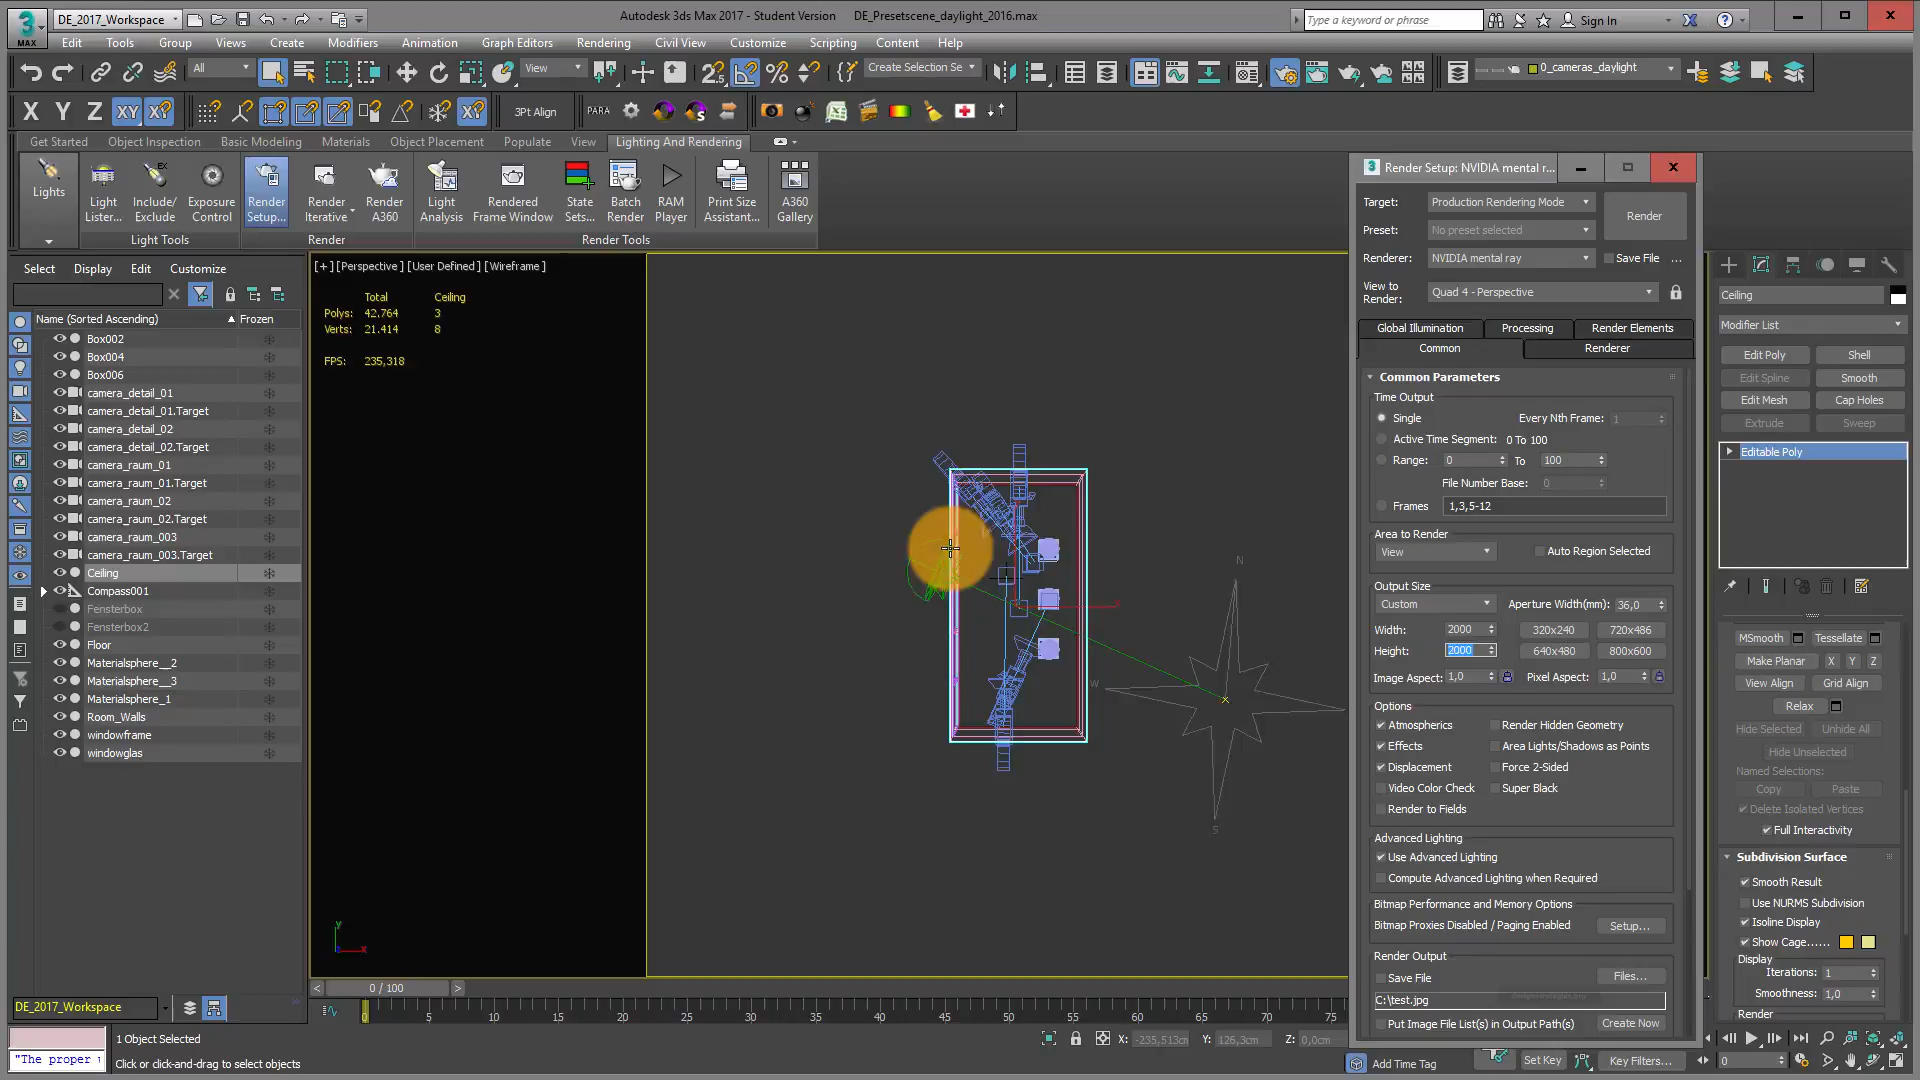 MAX
DE_2017_Workspace
Autodesk 3ds Max 2017 - Student Version
DE_Presetscene_daylight_2016.max
Type a keyword or phrase
Sign In
Edit Tools Group Views Create Modifiers Animation Graph Editors Rendering Civil View Customize Scripting Content Help
All
View
Create Selection Se
0_cameras_daylight
X Y Z XY
3Pt Align
PARA
Get Started Object Inspection Basic Modeling Materials Object Placement Populate View Lighting And Rendering
Lights
Light Lister...
Include/ Exclude
Exposure Control
Render Setup...
Render Iterative
Render A360
Light Analysis
Rendered Frame Window
State Sets...
Batch Render
RAM Player
Print Size Assistant...
A360 Gallery
Light Tools
Render
Render Tools
Select Display Edit Customize
Name (Sorted Ascending) Frozen
Box002
Box004
Box006
camera_detail_01
camera_detail_01.Target
camera_detail_02
camera_detail_02.Target
camera_raum_01
camera_raum_01.Target
camera_raum_02
camera_raum_02.Target
camera_raum_003
camera_raum_003.Target
Ceiling
Compass001
Fensterbox
Fensterbox2
Floor
Materialsphere__2
Materialsphere__3
Materialsphere_1
Room_Walls
windowframe
windowglas
DE_2017_Workspace
[+] [Perspective] [User Defined] [Wireframe]
Total Ceiling
Polys: 42.764 3
Verts: 21.414 8
FPS: 235,318
y
x
N
W
S
Render Setup: NVIDIA mental r...
Target: Production Rendering Mode
Render
Preset: No preset selected
Renderer: NVIDIA mental ray
Save File ...
View to Render: Quad 4 - Perspective
Global Illumination Processing Render Elements
Common Renderer
Common Parameters
Time Output
Single
Every Nth Frame: 1
Active Time Segment: 0 To 100
Range: 0 To 100
File Number Base: 0
Frames 1,3,5-12
Area to Render
View
Auto Region Selected
Output Size
Custom
Aperture Width(mm): 36,0
Width: 2000 320x240 720x486
Height: 2000 640x480 800x600
Image Aspect: 1,0 Pixel Aspect: 1,0
Options
Atmospherics Render Hidden Geometry
Effects Area Lights/Shadows as Points
Displacement Force 2-Sided
Video Color Check Super Black
Render to Fields
Advanced Lighting
Use Advanced Lighting
Compute Advanced Lighting when Required
Bitmap Performance and Memory Options
Bitmap Proxies Disabled / Paging Enabled Setup...
Render Output
Save File Files...
C:\test.jpg
Put Image File List(s) in Output Path(s) Create Now
Ceiling
Modifier List
Edit Poly Shell
Edit Spline Smooth
Edit Mesh Cap Holes
Extrude Sweep
Editable Poly
MSmooth Tessellate
Make Planar X Y Z
View Align Grid Align
Relax
Hide Selected Unhide All
Hide Unselected
Named Selections:
Copy Paste
Delete Isolated Vertices
Full Interactivity
Subdivision Surface
Smooth Result
Use NURMS Subdivision
Isoline Display
Show Cage......
Display
Iterations: 1
Smoothness: 1,0
Render
0 / 100
0 5 10 15 20 25 30 35 40 45 50 55 60 65 70 75
1 Object Selected
Click or click-and-drag to select objects
"The proper
X: -235,513cm Y: 126,3cm Z: 0,0cm
Add Time Tag
Set Key
Key Filters...
0